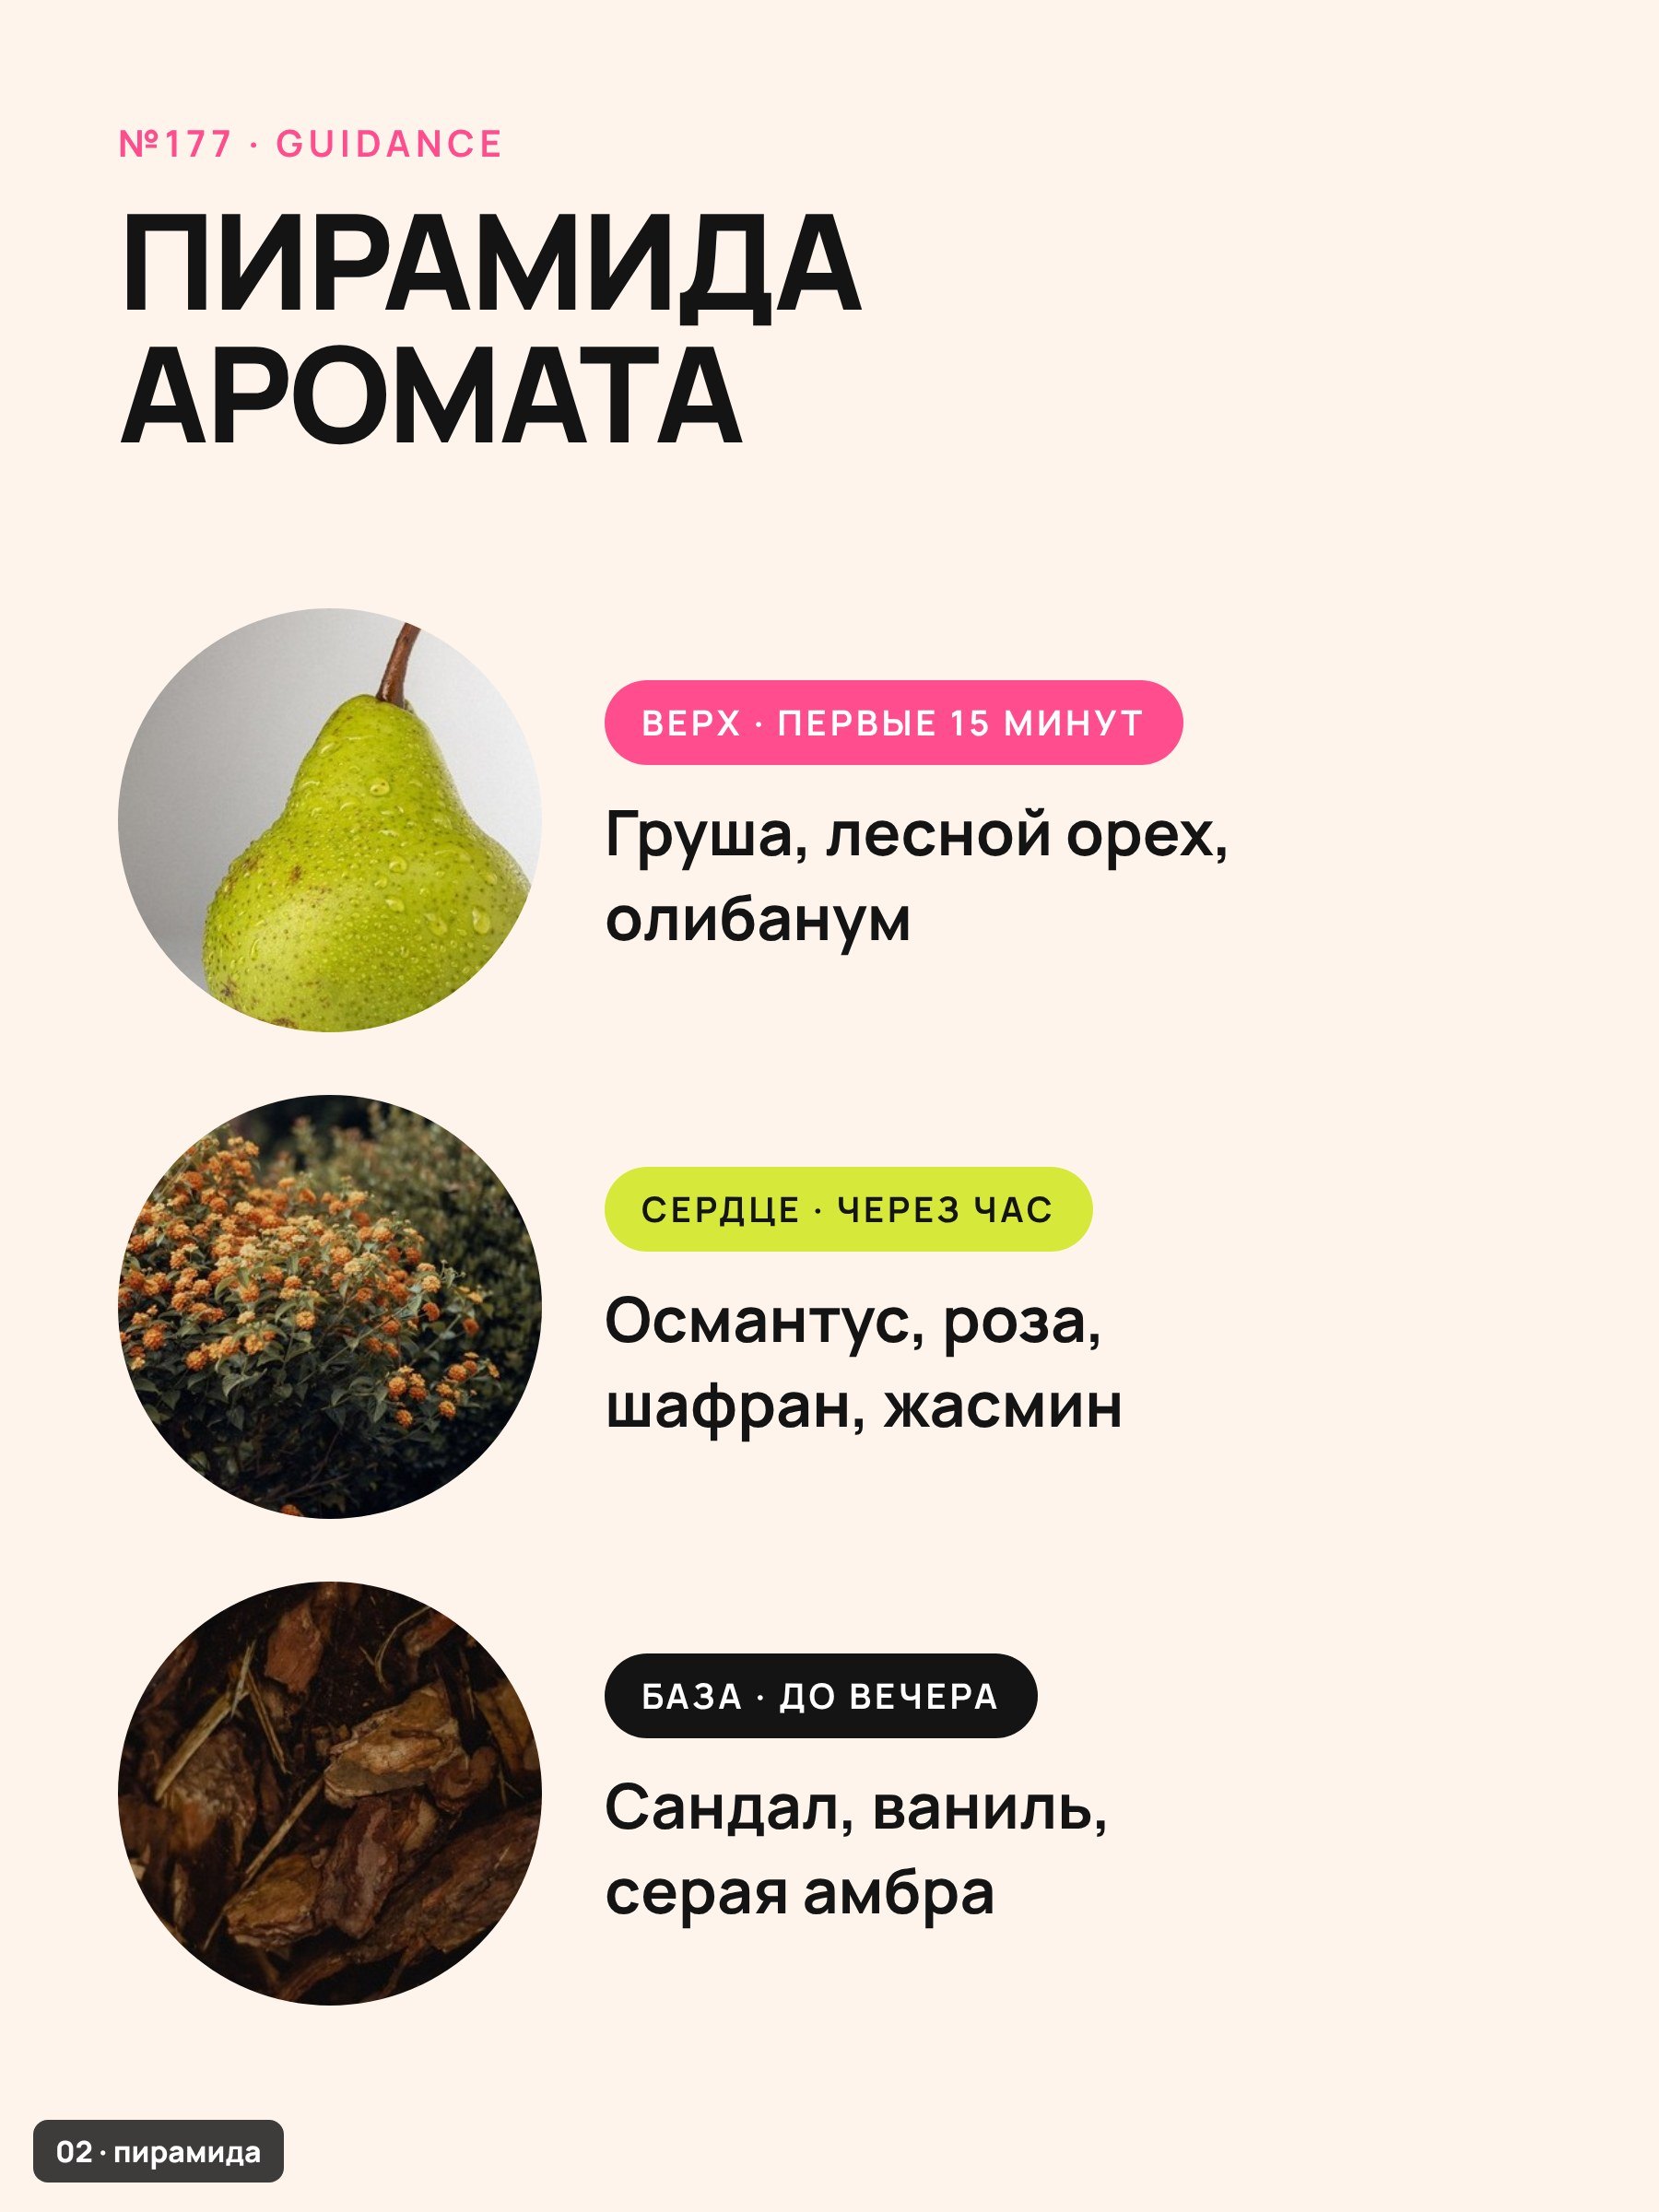 №177 · GUIDANCE
ПИРАМИДА
АРОМАТА
ВЕРХ · ПЕРВЫЕ 15 МИНУТ
Груша, лесной орех,
олибанум
СЕРДЦЕ · ЧЕРЕЗ ЧАС
Османтус, роза,
шафран, жасмин
БАЗА · ДО ВЕЧЕРА
Сандал, ваниль,
серая амбра
02 · пирамида